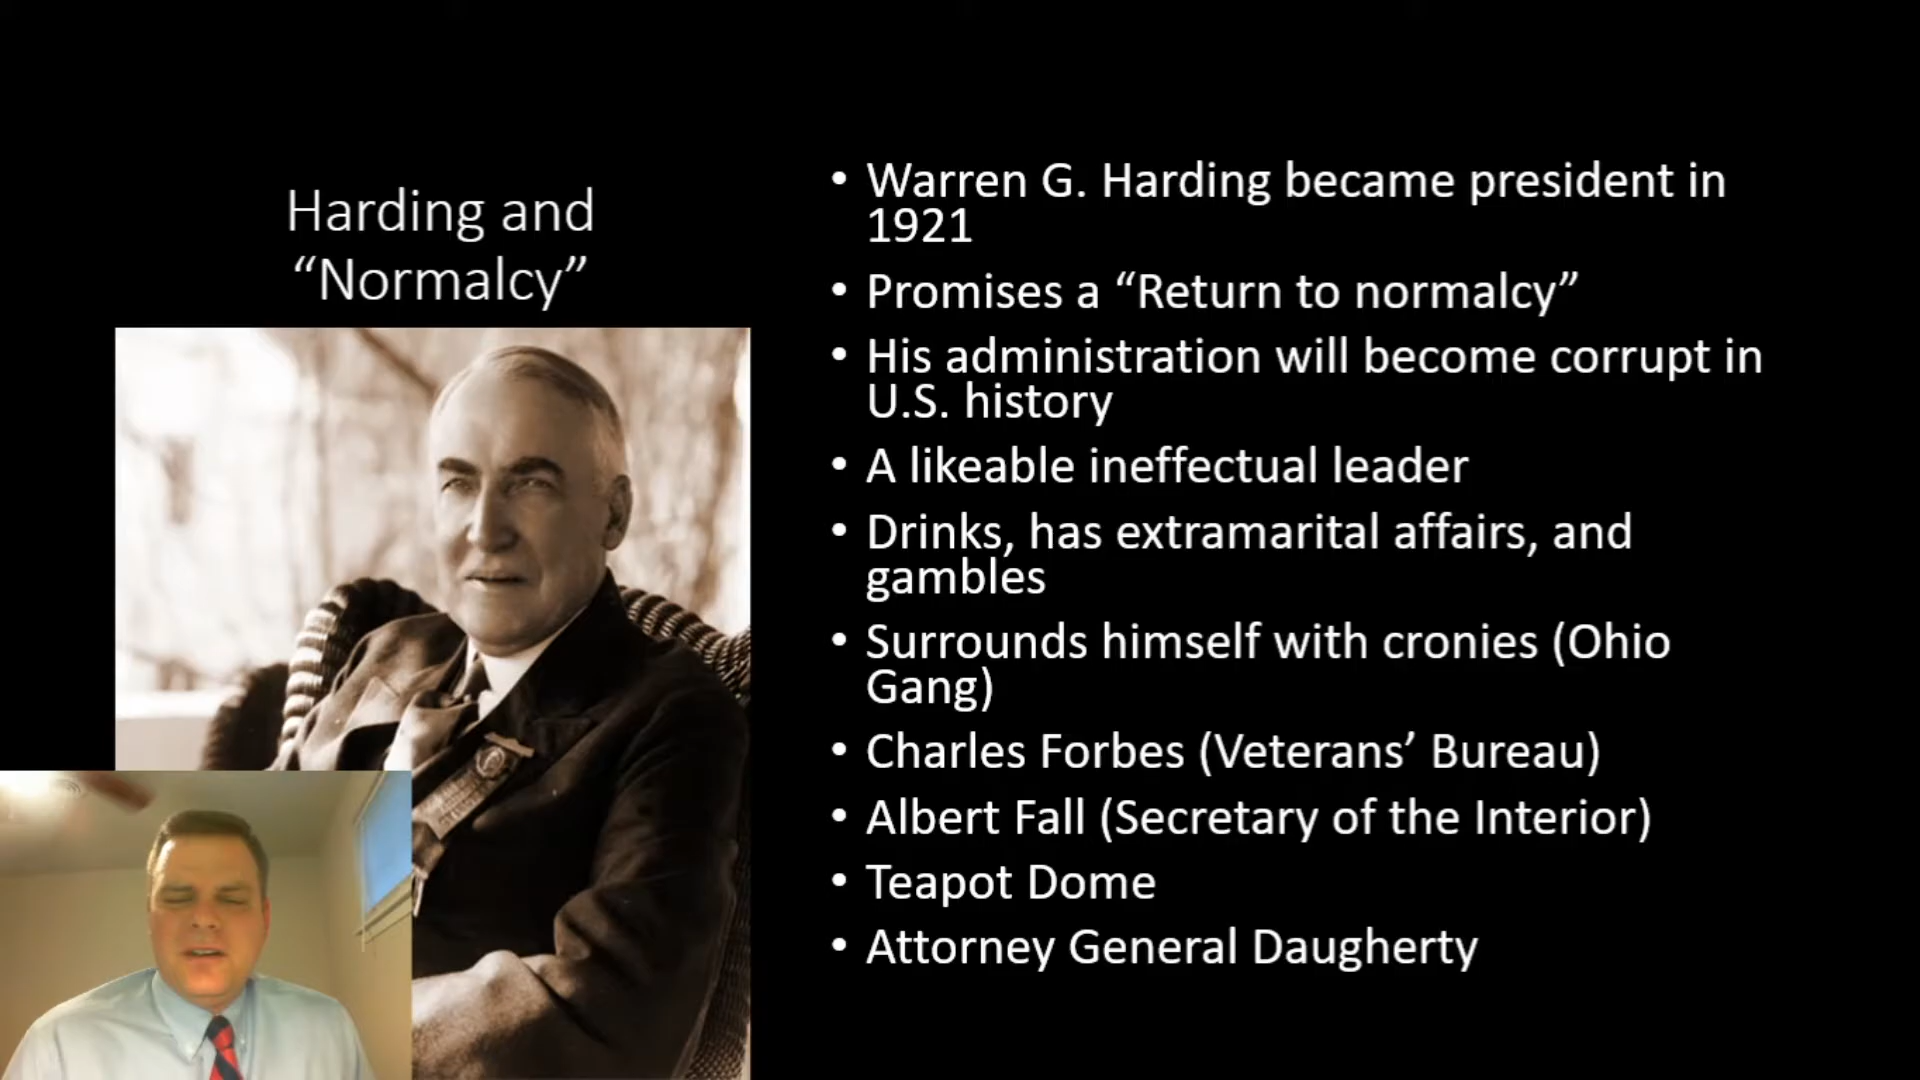 Harding and
“Normalcy”
• Warren G. Harding became president in
1921
• Promises a “Return to normalcy”
• His administration will become corrupt in
U.S. history
• A likeable ineffectual leader
• Drinks, has extramarital affairs, and
gambles
• Surrounds himself with cronies (Ohio
Gang)
• Charles Forbes (Veterans’ Bureau)
• Albert Fall (Secretary of the Interior)
• Teapot Dome
• Attorney General Daugherty